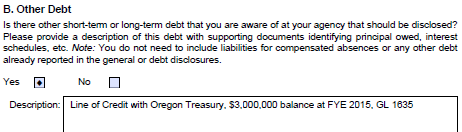 B. Other Debt
Is there other short-term or long-term debt that you are aware of at your agency that should be disclosed?
Please provide a description of this debt with supporting documents identifying principal owed, interest
schedules, etc. Note: You do not need to include liabilities for compensated absences or any other debt
already reported in the general or debt disclosures.
Yes No
Description: Line of Credit with Oregon Treasury, $3,000,000 balance at FYE 2015, GL 1635